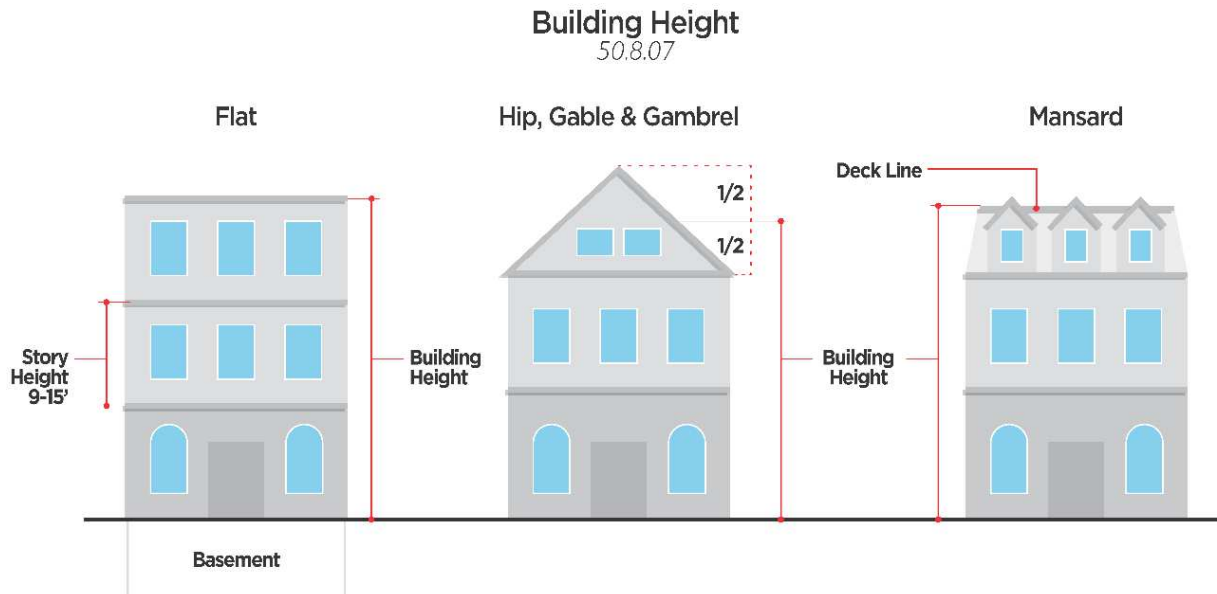 Building Height
50.8.07
Flat
Hip, Gable & Gambrel
Mansard
Deck Line
1/2
1/2
Story
Height
9-15'
Building
Height
Building
Height
Basement